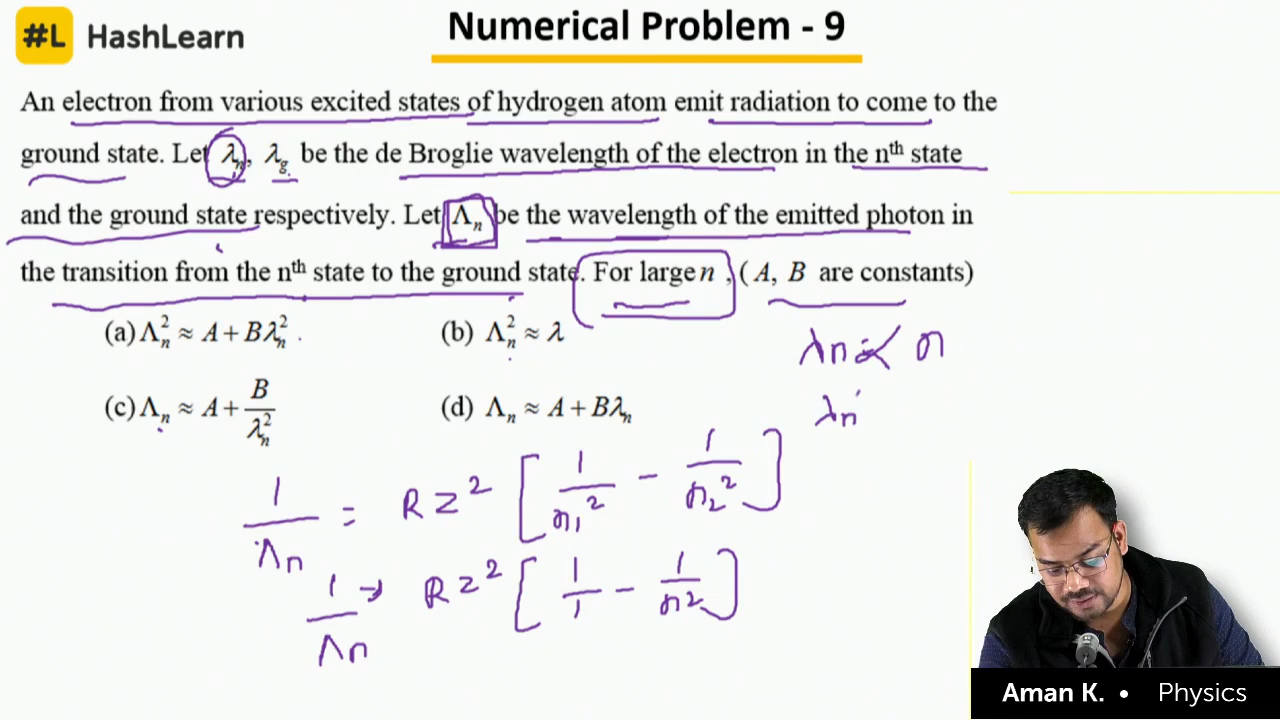 #L HashLearn
Numerical Problem - 9
An electron from various excited states of hydrogen atom emit radiation to come to the
ground state. Let λn, λg be the de Broglie wavelength of the electron in the nth state
and the ground state respectively. Let Λn be the wavelength of the emitted photon in
the transition from the nth state to the ground state. For large n, ( A, B are constants)
(a) Λn² ≈ A + Bλn²
(b) Λn² ≈ λ
(c) Λn ≈ A + B/λn²
(d) Λn ≈ A + Bλn
λn ∝ n
λn
1/Λn = RZ² [1/n₁² − 1/n₂²]
1/Λn → RZ² [1/1 − 1/n²]
Aman K. • Physics